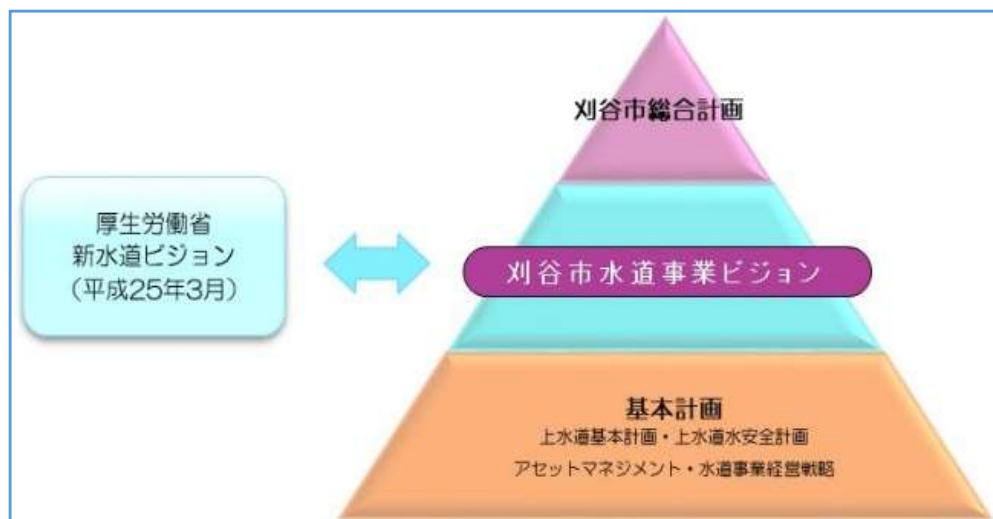 刈谷市総合計画
厚生労働省
新水道ビジョン
（平成25年3月）
刈谷市水道事業ビジョン
基本計画
上水道基本計画・上水道水安全計画
アセットマネジメント・水道事業経営戦略